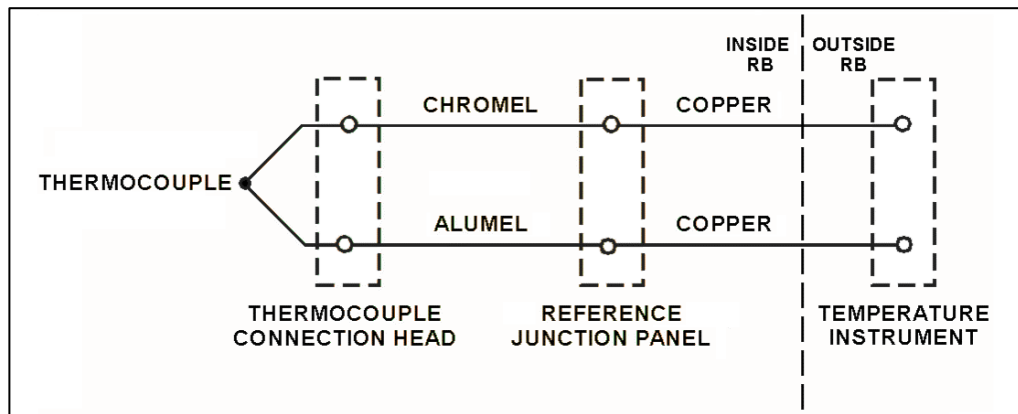 INSIDE RB
OUTSIDE RB
CHROMEL
COPPER
THERMOCOUPLE
ALUMEL
COPPER
THERMOCOUPLE
CONNECTION HEAD
REFERENCE
JUNCTION PANEL
TEMPERATURE
INSTRUMENT